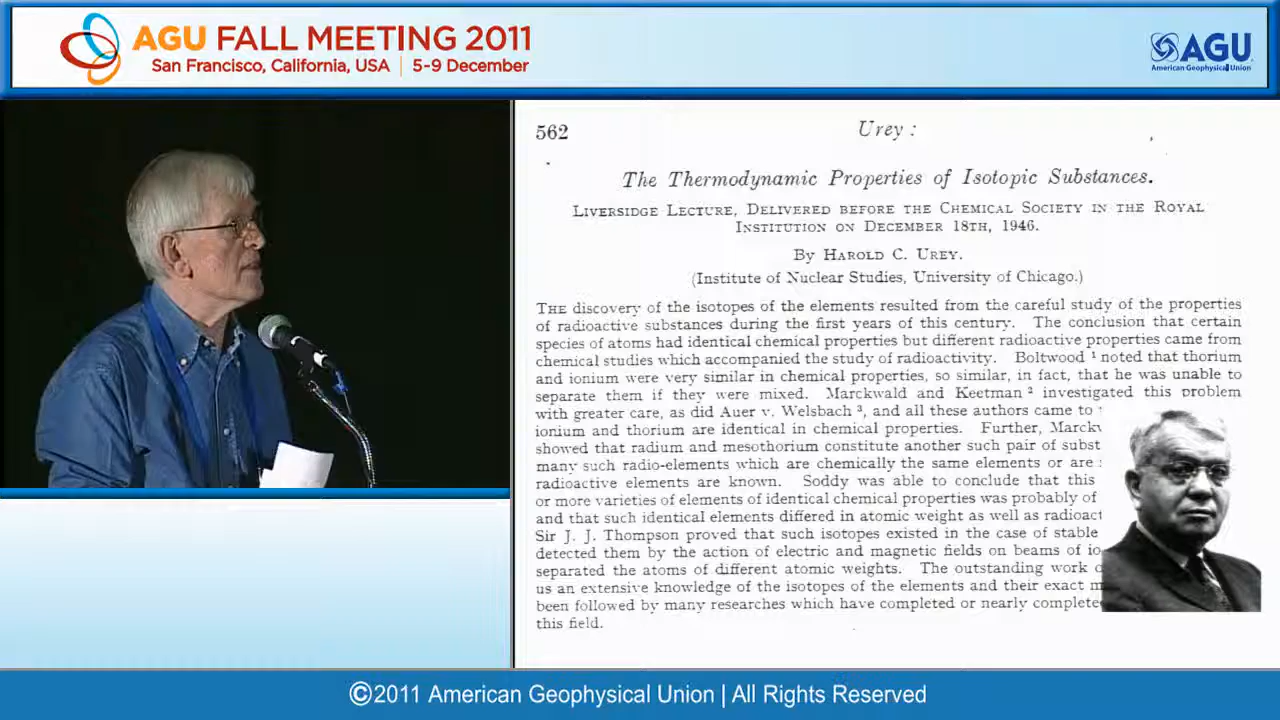 AGU FALL MEETING 2011
San Francisco, California, USA | 5-9 December
AGU
American Geophysical Union
562
Urey :
The Thermodynamic Properties of Isotopic Substances.
LIVERSIDGE LECTURE, DELIVERED BEFORE THE CHEMICAL SOCIETY IN THE ROYAL
INSTITUTION ON DECEMBER 18TH, 1946.
By HAROLD C. UREY.
(Institute of Nuclear Studies, University of Chicago.)
THE discovery of the isotopes of the elements resulted from the careful study of the properties
of radioactive substances during the first years of this century. The conclusion that certain
species of atoms had identical chemical properties but different radioactive properties came from
chemical studies which accompanied the study of radioactivity. Boltwood 1 noted that thorium
and ionium were very similar in chemical properties, so similar, in fact, that he was unable to
separate them if they were mixed. Marckwald and Keetman 2 investigated this problem
with greater care, as did Auer v. Welsbach 3, and all these authors came to
ionium and thorium are identical in chemical properties. Further, Marckw
showed that radium and mesothorium constitute another such pair of subst
many such radio-elements which are chemically the same elements or are
radioactive elements are known. Soddy was able to conclude that this
or more varieties of elements of identical chemical properties was probably of
and that such identical elements differed in atomic weight as well as radioact
Sir J. J. Thompson proved that such isotopes existed in the case of stable
detected them by the action of electric and magnetic fields on beams of io
separated the atoms of different atomic weights. The outstanding work
us an extensive knowledge of the isotopes of the elements and their exact m
been followed by many researches which have completed or nearly complete
this field.
©2011 American Geophysical Union | All Rights Reserved